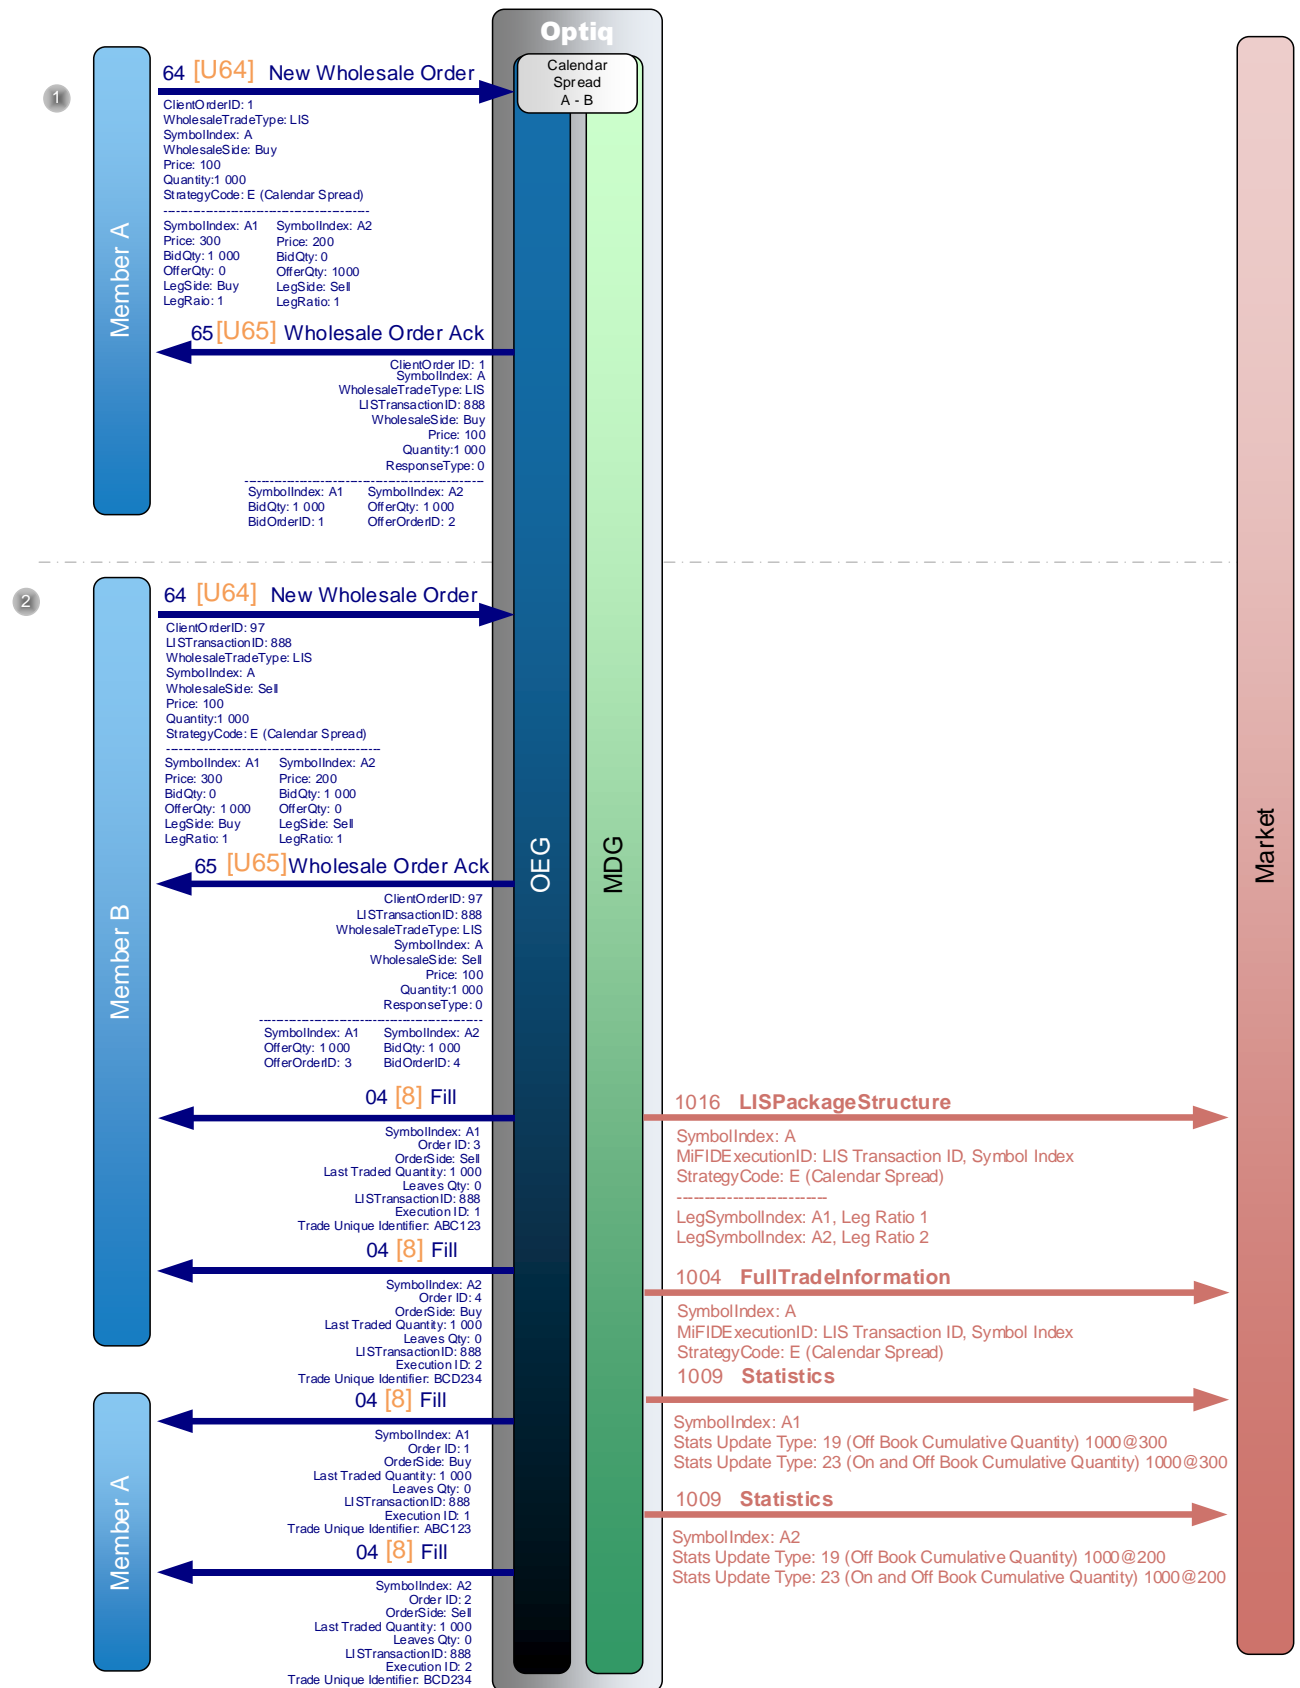 Optiq
Calendar
Spread
A - B
1
Member A
64 [U64] New Wholesale Order
ClientOrderID: 1
WholesaleTradeType: LIS
SymbolIndex: A
WholesaleSide: Buy
Price: 100
Quantity:1 000
StrategyCode: E (Calendar Spread)
------------------------------------------------
SymbolIndex: A1 SymbolIndex: A2
Price: 300 Price: 200
BidQty: 1 000 BidQty: 0
OfferQty: 0 OfferQty: 1000
LegSide: Buy LegSide: Sell
LegRaio: 1 LegRatio: 1
65 [U65] Wholesale Order Ack
ClientOrder ID: 1
SymbolIndex: A
WholesaleTradeType: LIS
LISTransactionID: 888
WholesaleSide: Buy
Price: 100
Quantity:1 000
ResponseType: 0
--------------------------------------------------------
SymbolIndex: A1 SymbolIndex: A2
BidQty: 1 000 OfferQty: 1 000
BidOrderID: 1 OfferOrderID: 2
2
Member B
64 [U64] New Wholesale Order
ClientOrderID: 97
LISTransactionID: 888
WholesaleTradeType: LIS
SymbolIndex: A
WholesaleSide: Sell
Price: 100
Quantity:1 000
StrategyCode: E (Calendar Spread)
--------------------------------------------------
SymbolIndex: A1 SymbolIndex: A2
Price: 300 Price: 200
BidQty: 0 BidQty: 1 000
OfferQty: 1 000 OfferQty: 0
LegSide: Buy LegSide: Sell
LegRatio: 1 LegRatio: 1
65 [U65] Wholesale Order Ack
ClientOrderID: 97
LISTransactionID: 888
WholesaleTradeType: LIS
SymbolIndex: A
WholesaleSide: Sell
Price: 100
Quantity:1 000
ResponseType: 0
----------------------------------------------------
SymbolIndex: A1 SymbolIndex: A2
OfferQty: 1 000 BidQty: 1 000
OfferOrderID: 3 BidOrderID: 4
OEG
MDG
Market
04 [8] Fill
SymbolIndex: A1
Order ID: 3
OrderSide: Sell
Last Traded Quantity: 1 000
Leaves Qty: 0
LISTransactionID: 888
Execution ID: 1
Trade Unique Identifier: ABC123
04 [8] Fill
SymbolIndex: A2
Order ID: 4
OrderSide: Buy
Last Traded Quantity: 1 000
Leaves Qty: 0
LISTransactionID: 888
Execution ID: 2
Trade Unique Identifier: BCD234
1016 LISPackageStructure
SymbolIndex: A
MiFIDExecutionID: LIS Transaction ID, Symbol Index
StrategyCode: E (Calendar Spread)
---------------------------
LegSymbolIndex: A1, Leg Ratio 1
LegSymbolIndex: A2, Leg Ratio 2
1004 FullTradeInformation
SymbolIndex: A
MiFIDExecutionID: LIS Transaction ID, Symbol Index
StrategyCode: E (Calendar Spread)
1009 Statistics
SymbolIndex: A1
Stats Update Type: 19 (Off Book Cumulative Quantity) 1000@300
Stats Update Type: 23 (On and Off Book Cumulative Quantity) 1000@300
1009 Statistics
SymbolIndex: A2
Stats Update Type: 19 (Off Book Cumulative Quantity) 1000@200
Stats Update Type: 23 (On and Off Book Cumulative Quantity) 1000@200
Member A
04 [8] Fill
SymbolIndex: A1
Order ID: 1
OrderSide: Buy
Last Traded Quantity: 1 000
Leaves Qty: 0
LISTransactionID: 888
Execution ID: 1
Trade Unique Identifier: ABC123
04 [8] Fill
SymbolIndex: A2
Order ID: 2
OrderSide: Sell
Last Traded Quantity: 1 000
Leaves Qty: 0
LISTransactionID: 888
Execution ID: 2
Trade Unique Identifier: BCD234